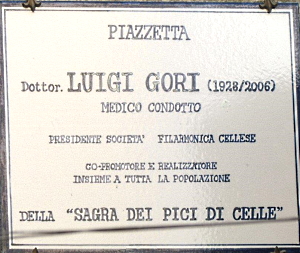 PIAZZETTA
Dottor. LUIGI GORI (1928/2006)
MEDICO CONDOTTO
PRESIDENTE SOCIETA' FILARMONICA CELLESE
CO-PROMOTORE E REALIZZATORE
INSIEME A TUTTA LA POPOLAZIONE
DELLA "SAGRA DEI PICI DI CELLE"